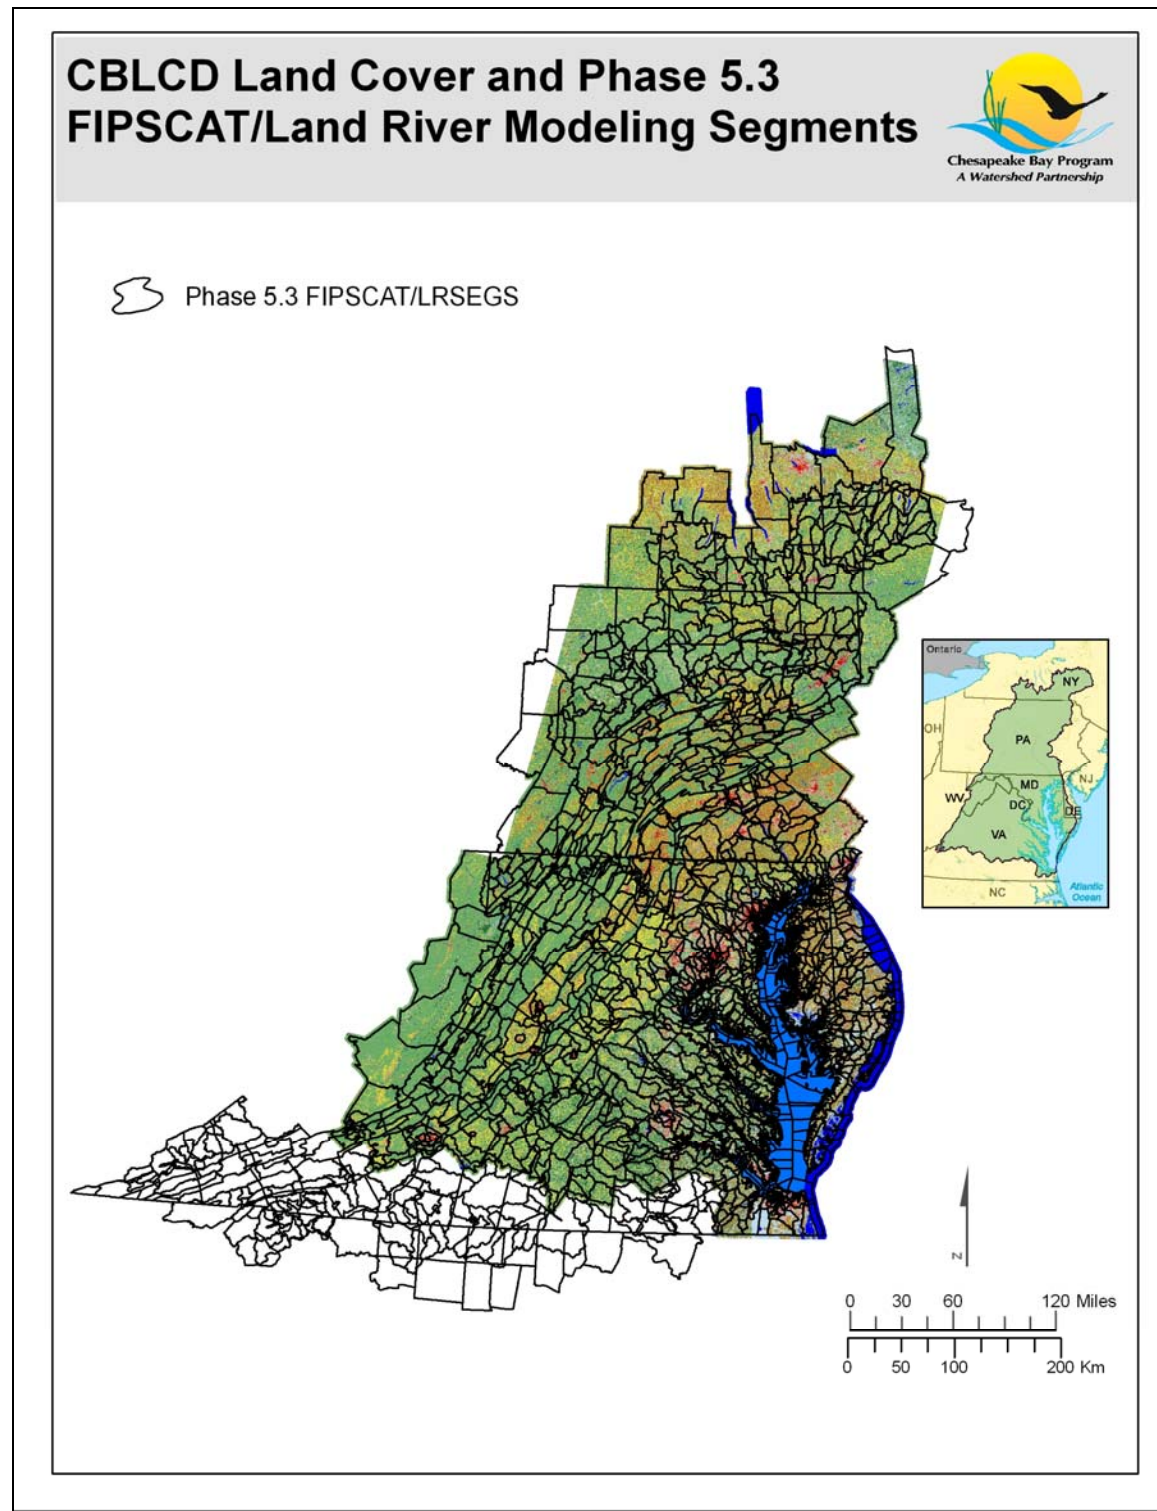 CBLCD Land Cover and Phase 5.3
FIPSCAT/Land River Modeling Segments
Chesapeake Bay Program
A Watershed Partnership
Phase 5.3 FIPSCAT/LRSEGS
Ontario
NY
OH
PA
NJ
MD
WV
DC
DE
VA
NC
Atlantic
Ocean
N
0 30 60 120 Miles
0 50 100 200 Km